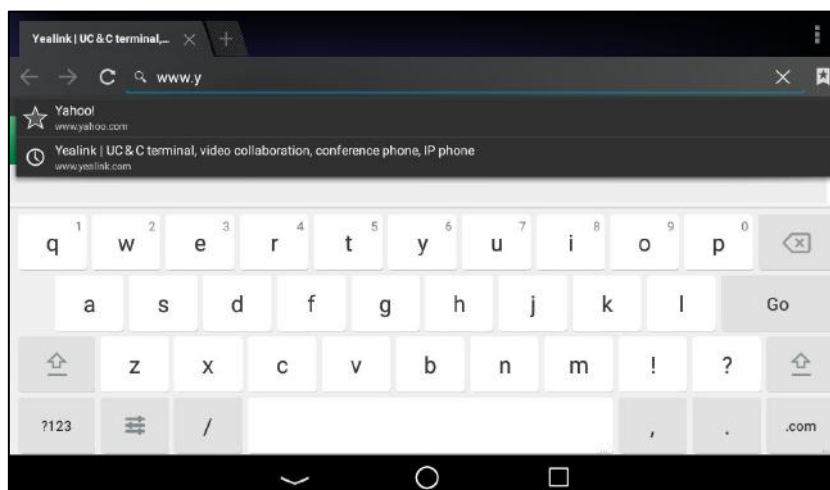 Yealink | UC & C terminal,...
www.y
Yahoo!
www.yahoo.com
Yealink | UC & C terminal, video collaboration, conference phone, IP phone
www.yealink.com
q 1 w 2 e 3 r 4 t 5 y 6 u 7 i 8 o 9 p 0
a s d f g h j k l Go
z x c v b n m ! ?
?123 / , . .com